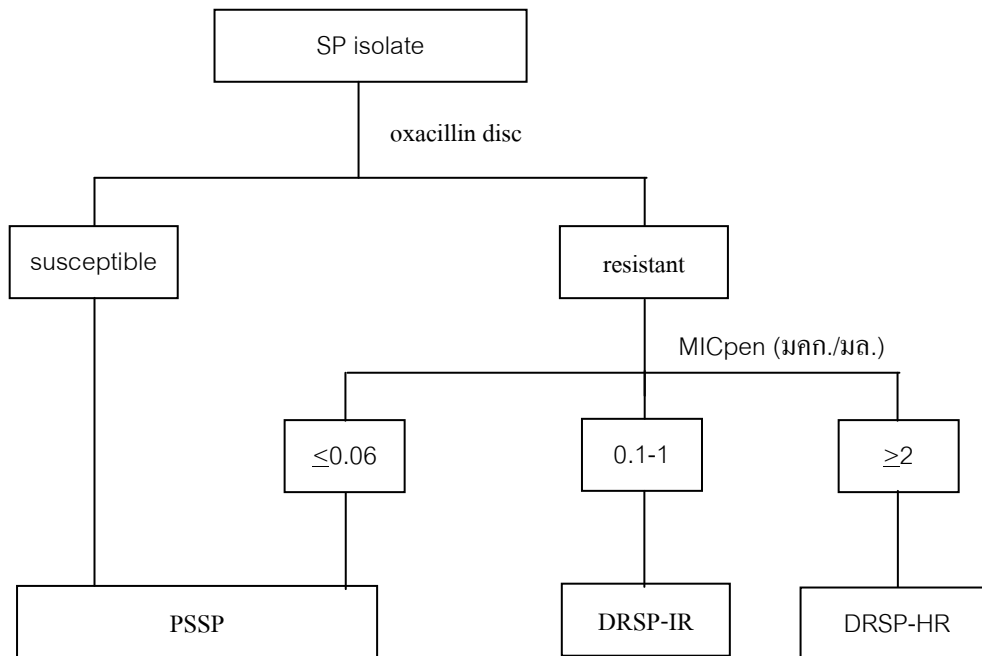 SP isolate
oxacillin disc
susceptible
resistant
MICpen (มคก./มล.)
≤0.06
0.1-1
≥2
PSSP
DRSP-IR
DRSP-HR